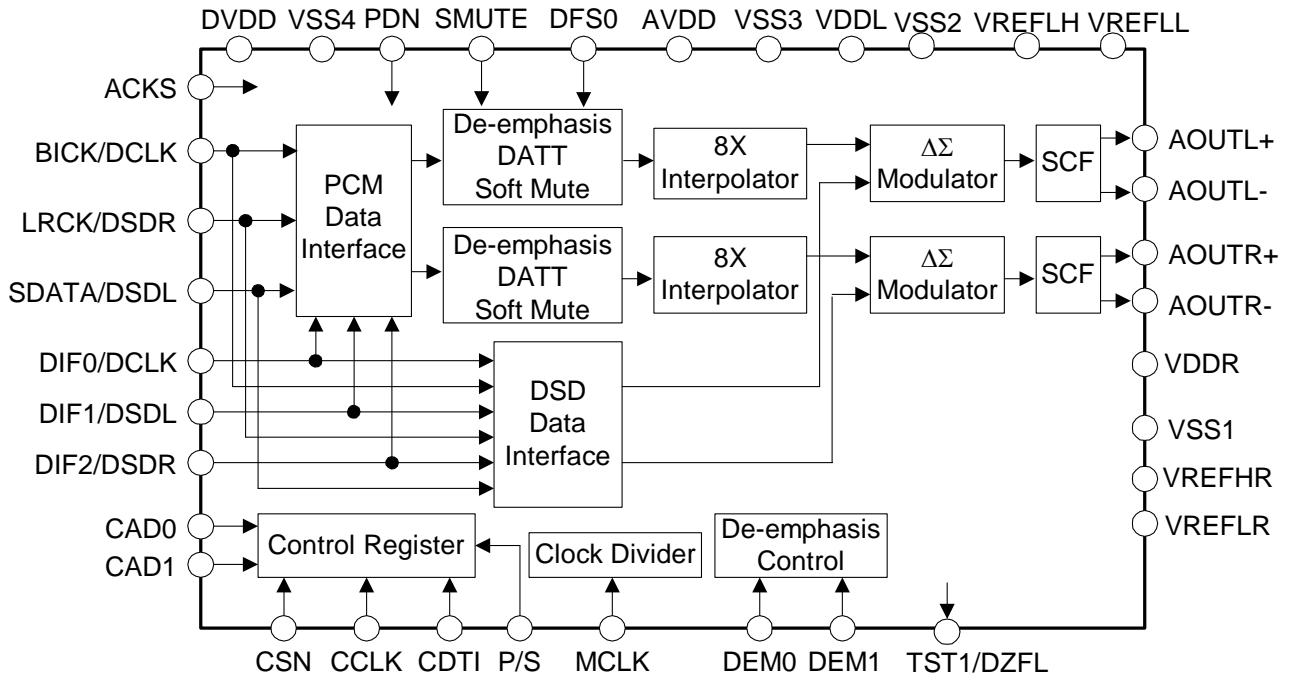 DVDD VSS4 PDN SMUTE DFS0 AVDD VSS3 VDDL VSS2 VREFLH VREFLL
ACKS
BICK/DCLK
LRCK/DSDR
SDATA/DSDL
DIF0/DCLK
DIF1/DSDL
DIF2/DSDR
CAD0
CAD1
PCM
Data
Interface
De-emphasis
DATT
Soft Mute
8X
Interpolator
ΔΣ
Modulator
SCF
De-emphasis
DATT
Soft Mute
8X
Interpolator
ΔΣ
Modulator
SCF
DSD
Data
Interface
Control Register
Clock Divider
De-emphasis
Control
AOUTL+
AOUTL-
AOUTR+
AOUTR-
VDDR
VSS1
VREFHR
VREFLR
CSN CCLK CDTI P/S MCLK DEM0 DEM1 TST1/DZFL